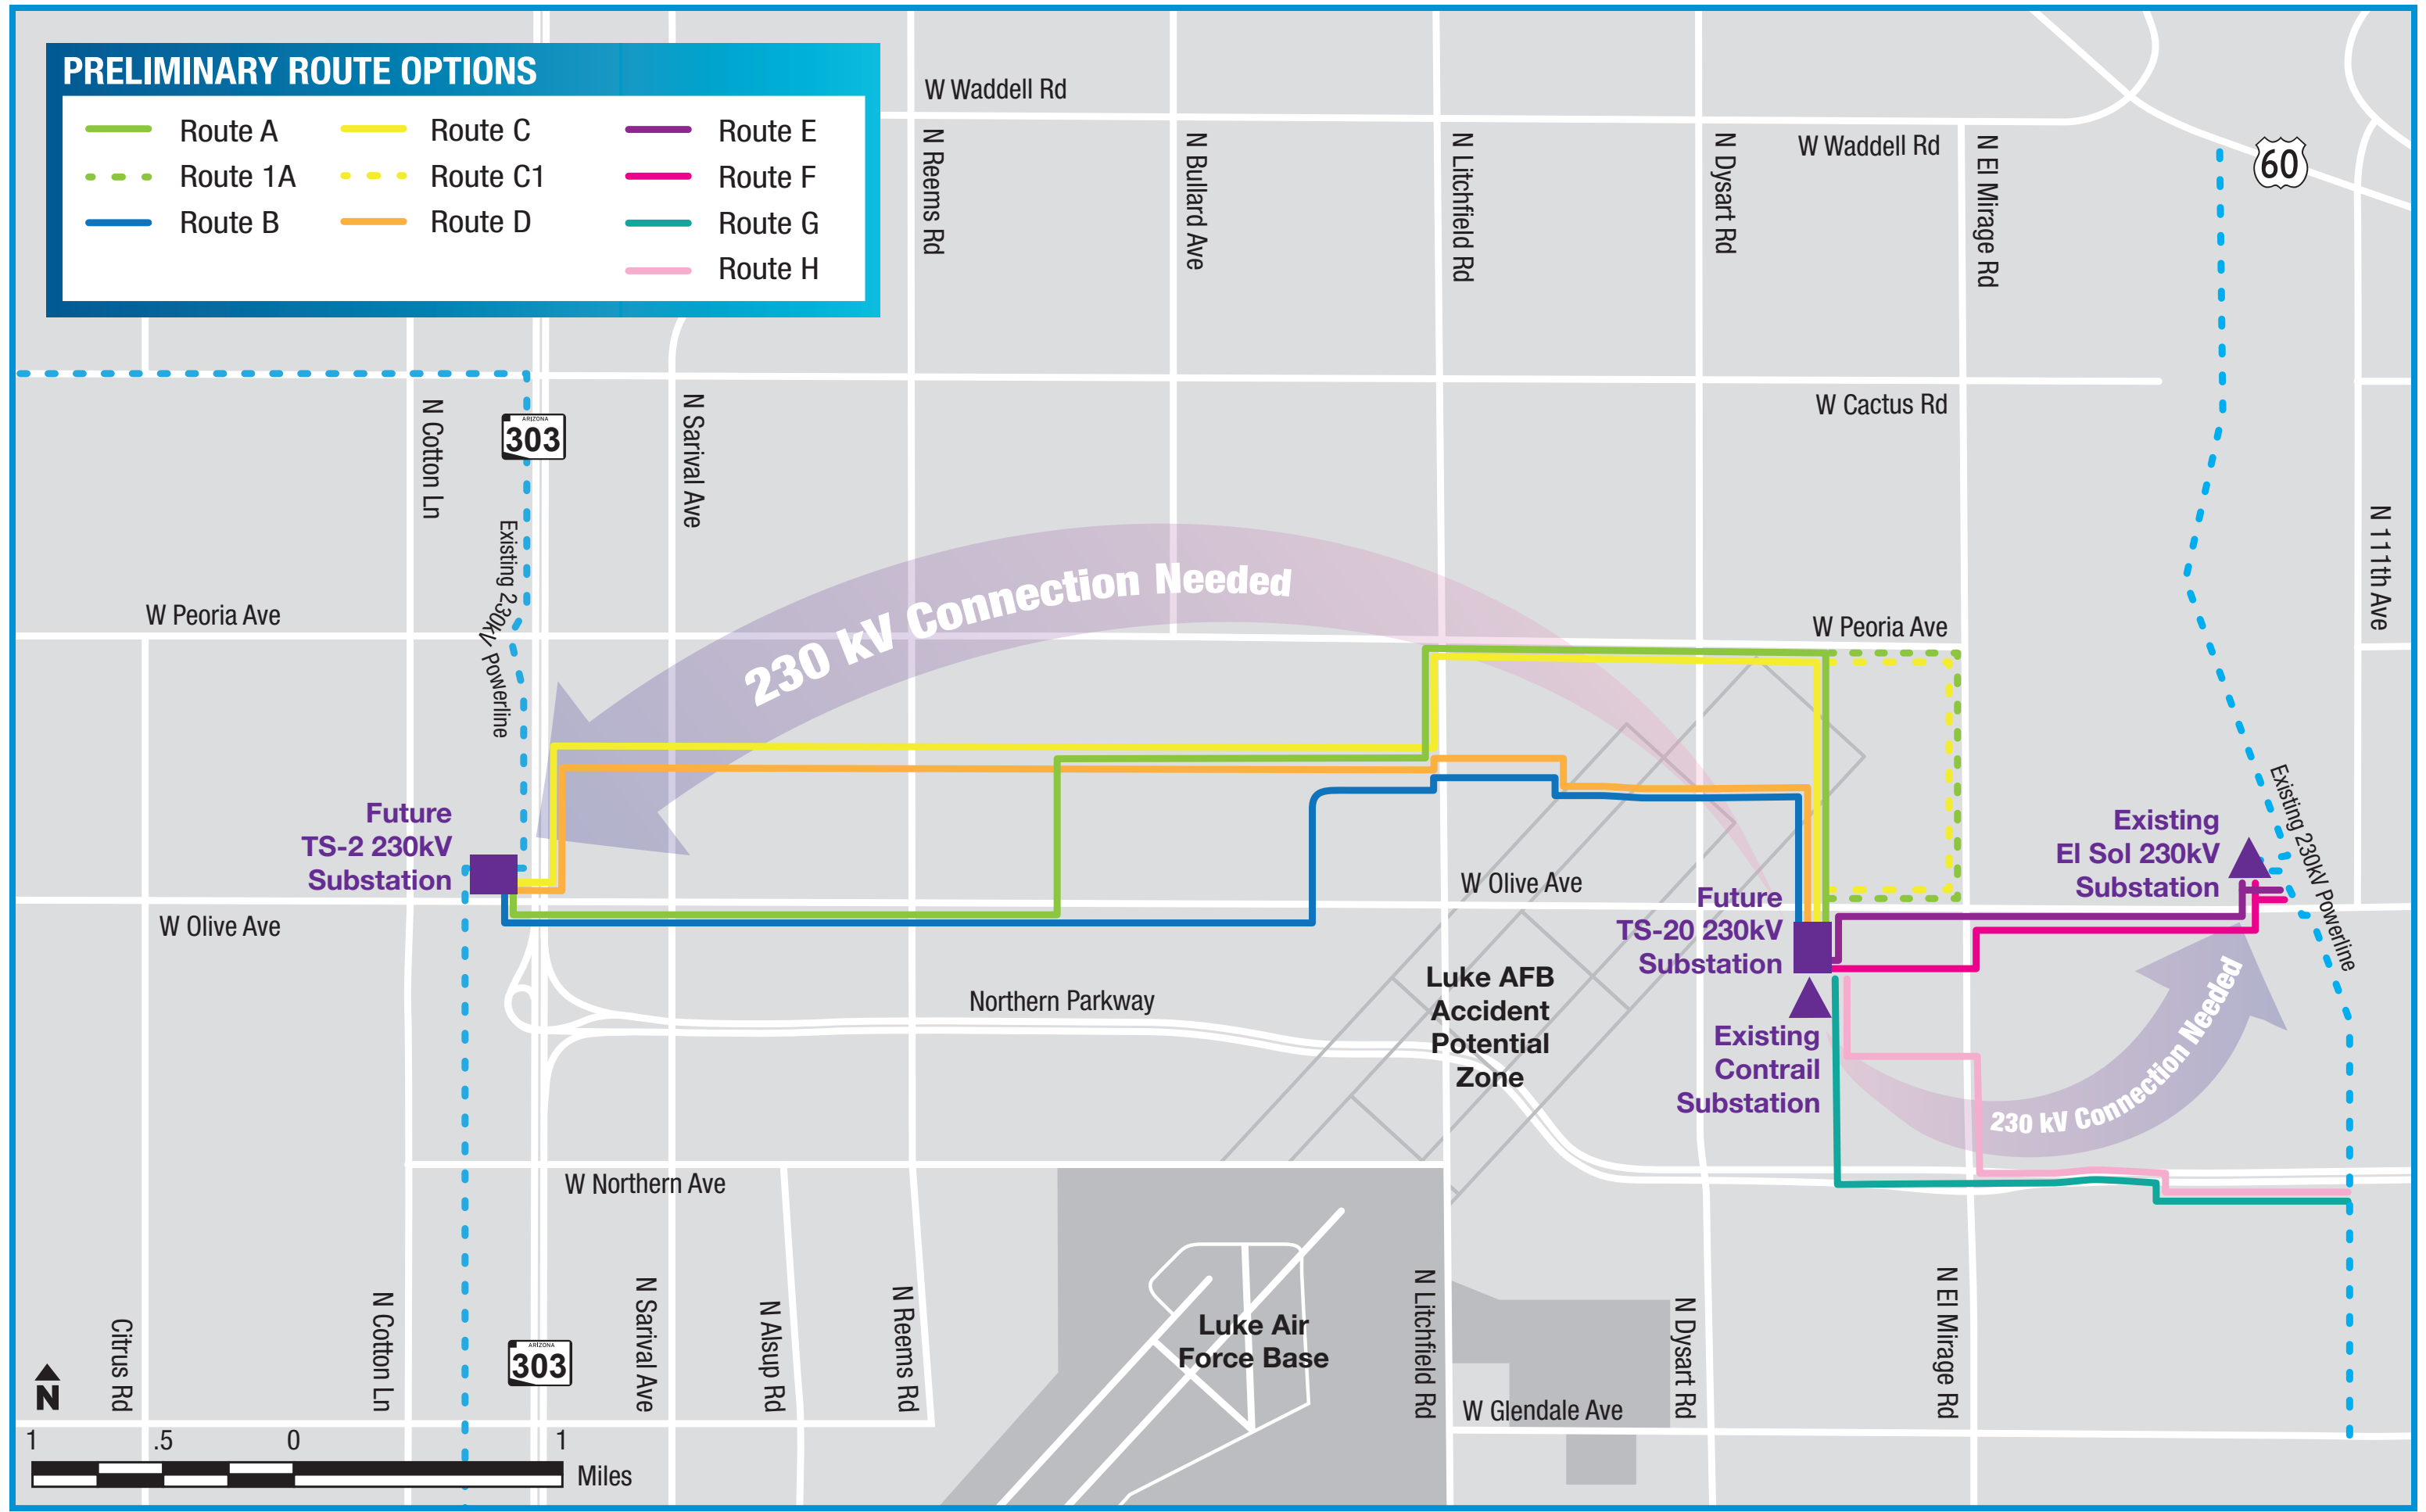 PRELIMINARY ROUTE OPTIONS
Route A
Route 1A
Route B
Route C
Route C1
Route D
Route E
Route F
Route G
Route H
W Waddell Rd
W Waddell Rd
N Reems Rd
N Bullard Ave
N Litchfield Rd
N Dysart Rd
N El Mirage Rd
60
N Cotton Ln
ARIZONA
303
N Sarival Ave
W Cactus Rd
N 111th Ave
Existing 230kV Powerline
W Peoria Ave
W Peoria Ave
230 kV Connection Needed
Future
TS-2 230kV
Substation
W Olive Ave
W Olive Ave
Future
TS-20 230kV
Substation
Existing
El Sol 230kV
Substation
Existing 230kV Powerline
Luke AFB
Accident
Potential
Zone
Northern Parkway
Existing
Contrail
Substation
230 kV Connection Needed
W Northern Ave
Citrus Rd
N Cotton Ln
ARIZONA
303
N Sarival Ave
N Alsup Rd
N Reems Rd
Luke Air
Force Base
N Litchfield Rd
N Dysart Rd
N El Mirage Rd
W Glendale Ave
N
1 .5 0 1
Miles